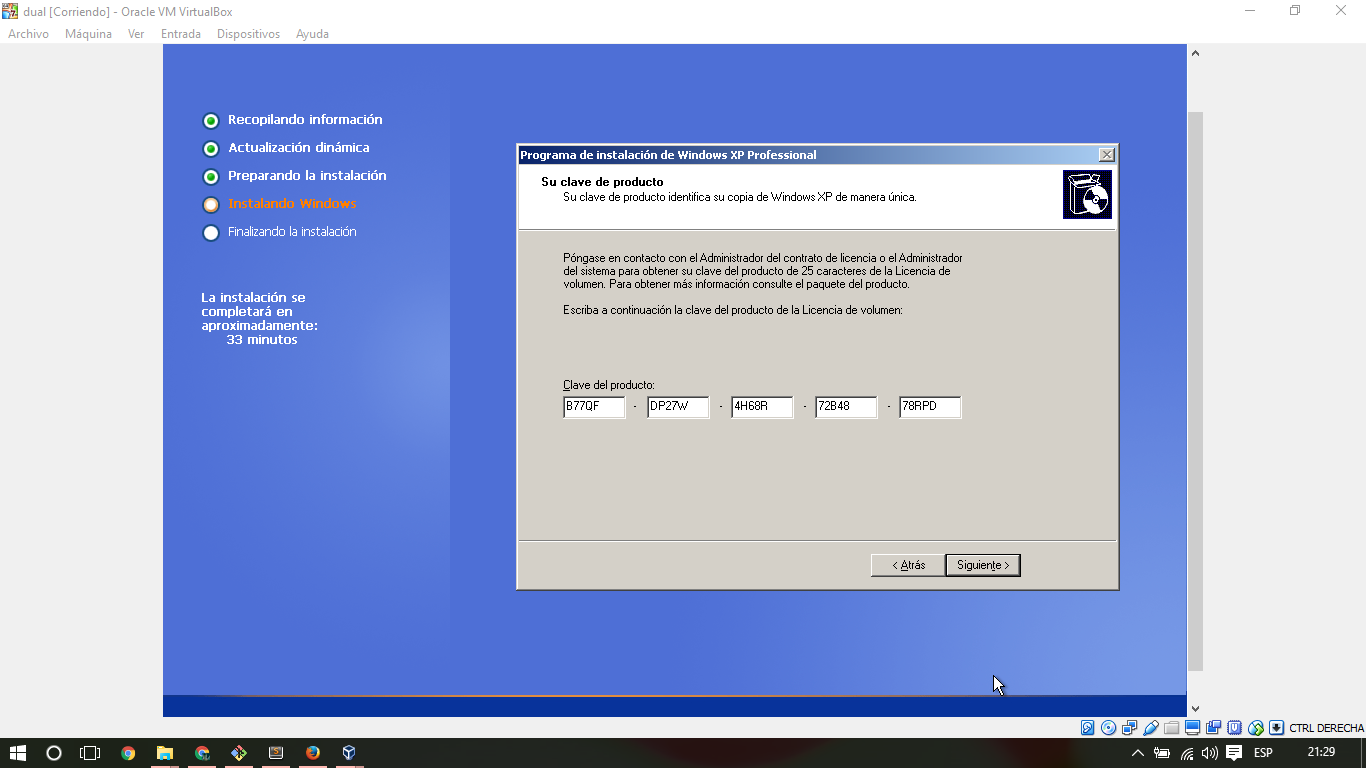 dual [Corriendo] - Oracle VM VirtualBox
Archivo Máquina Ver Entrada Dispositivos Ayuda
Recopilando información
Actualización dinámica
Preparando la instalación
Instalando Windows
Finalizando la instalación
La instalación se
completará en
aproximadamente:
33 minutos
Programa de instalación de Windows XP Professional
Su clave de producto
Su clave de producto identifica su copia de Windows XP de manera única.
Póngase en contacto con el Administrador del contrato de licencia o el Administrador
del sistema para obtener su clave del producto de 25 caracteres de la Licencia de
volumen. Para obtener más información consulte el paquete del producto.
Escriba a continuación la clave del producto de la Licencia de volumen:
Clave del producto:
B77QF - DP27W - 4H68R - 72B48 - 78RPD
< Atrás Siguiente >
CTRL DERECHA
ESP 21:29